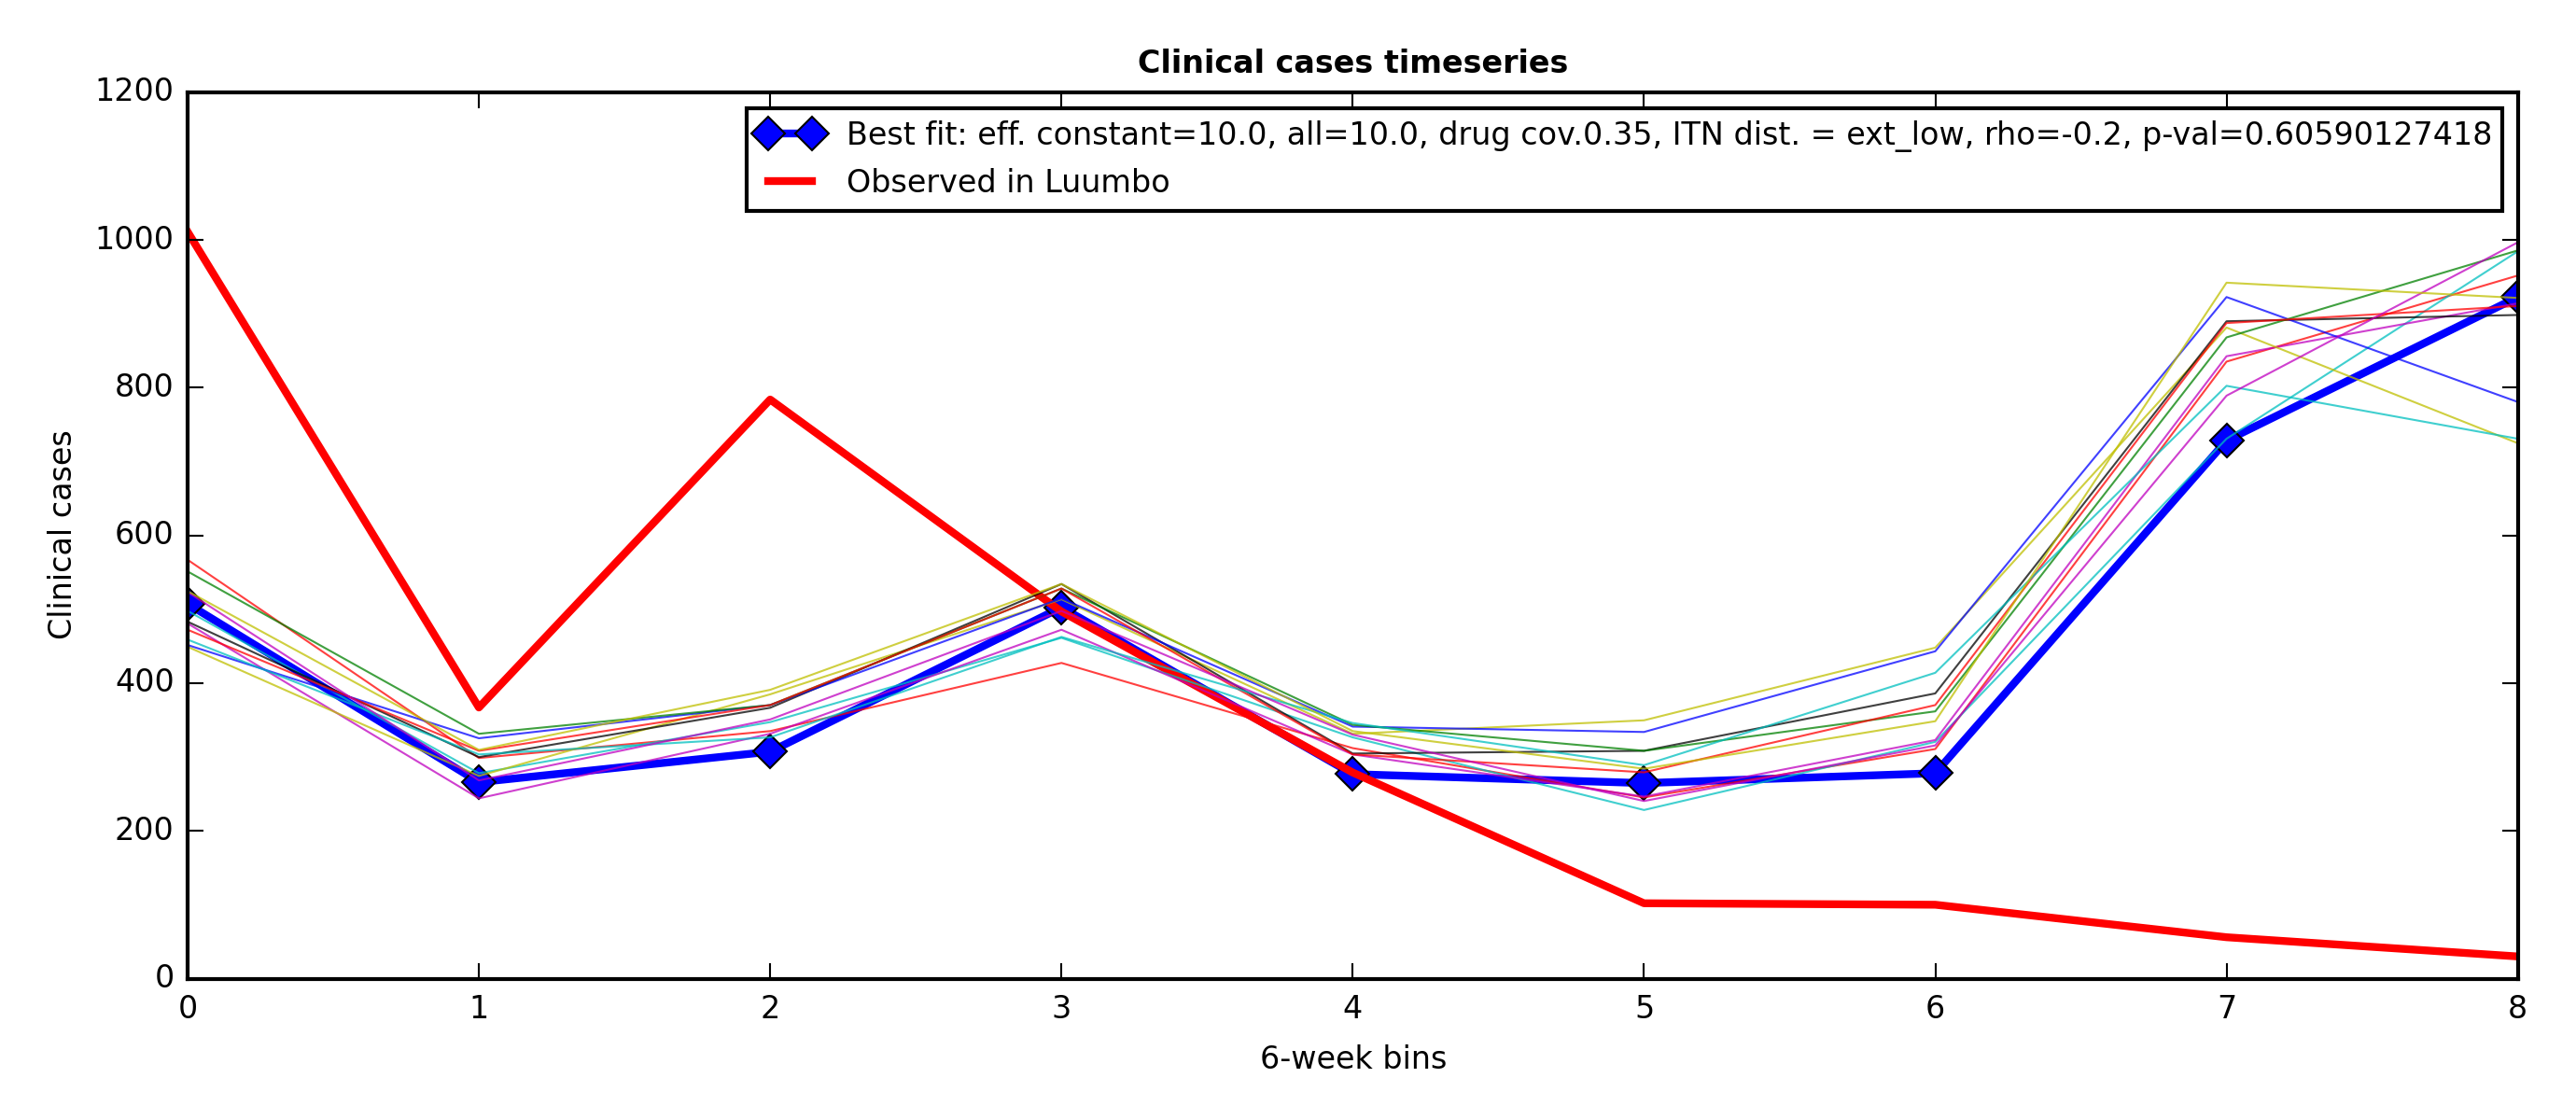 Clinical cases timeseries
1200
1000
800
600
400
200
0
Clinical cases
Best fit: eff. constant=10.0, all=10.0, drug cov.0.35, ITN dist. = ext_low, rho=-0.2, p-val=0.60590127418
Observed in Luumbo
0 1 2 3 4 5 6 7 8
6-week bins